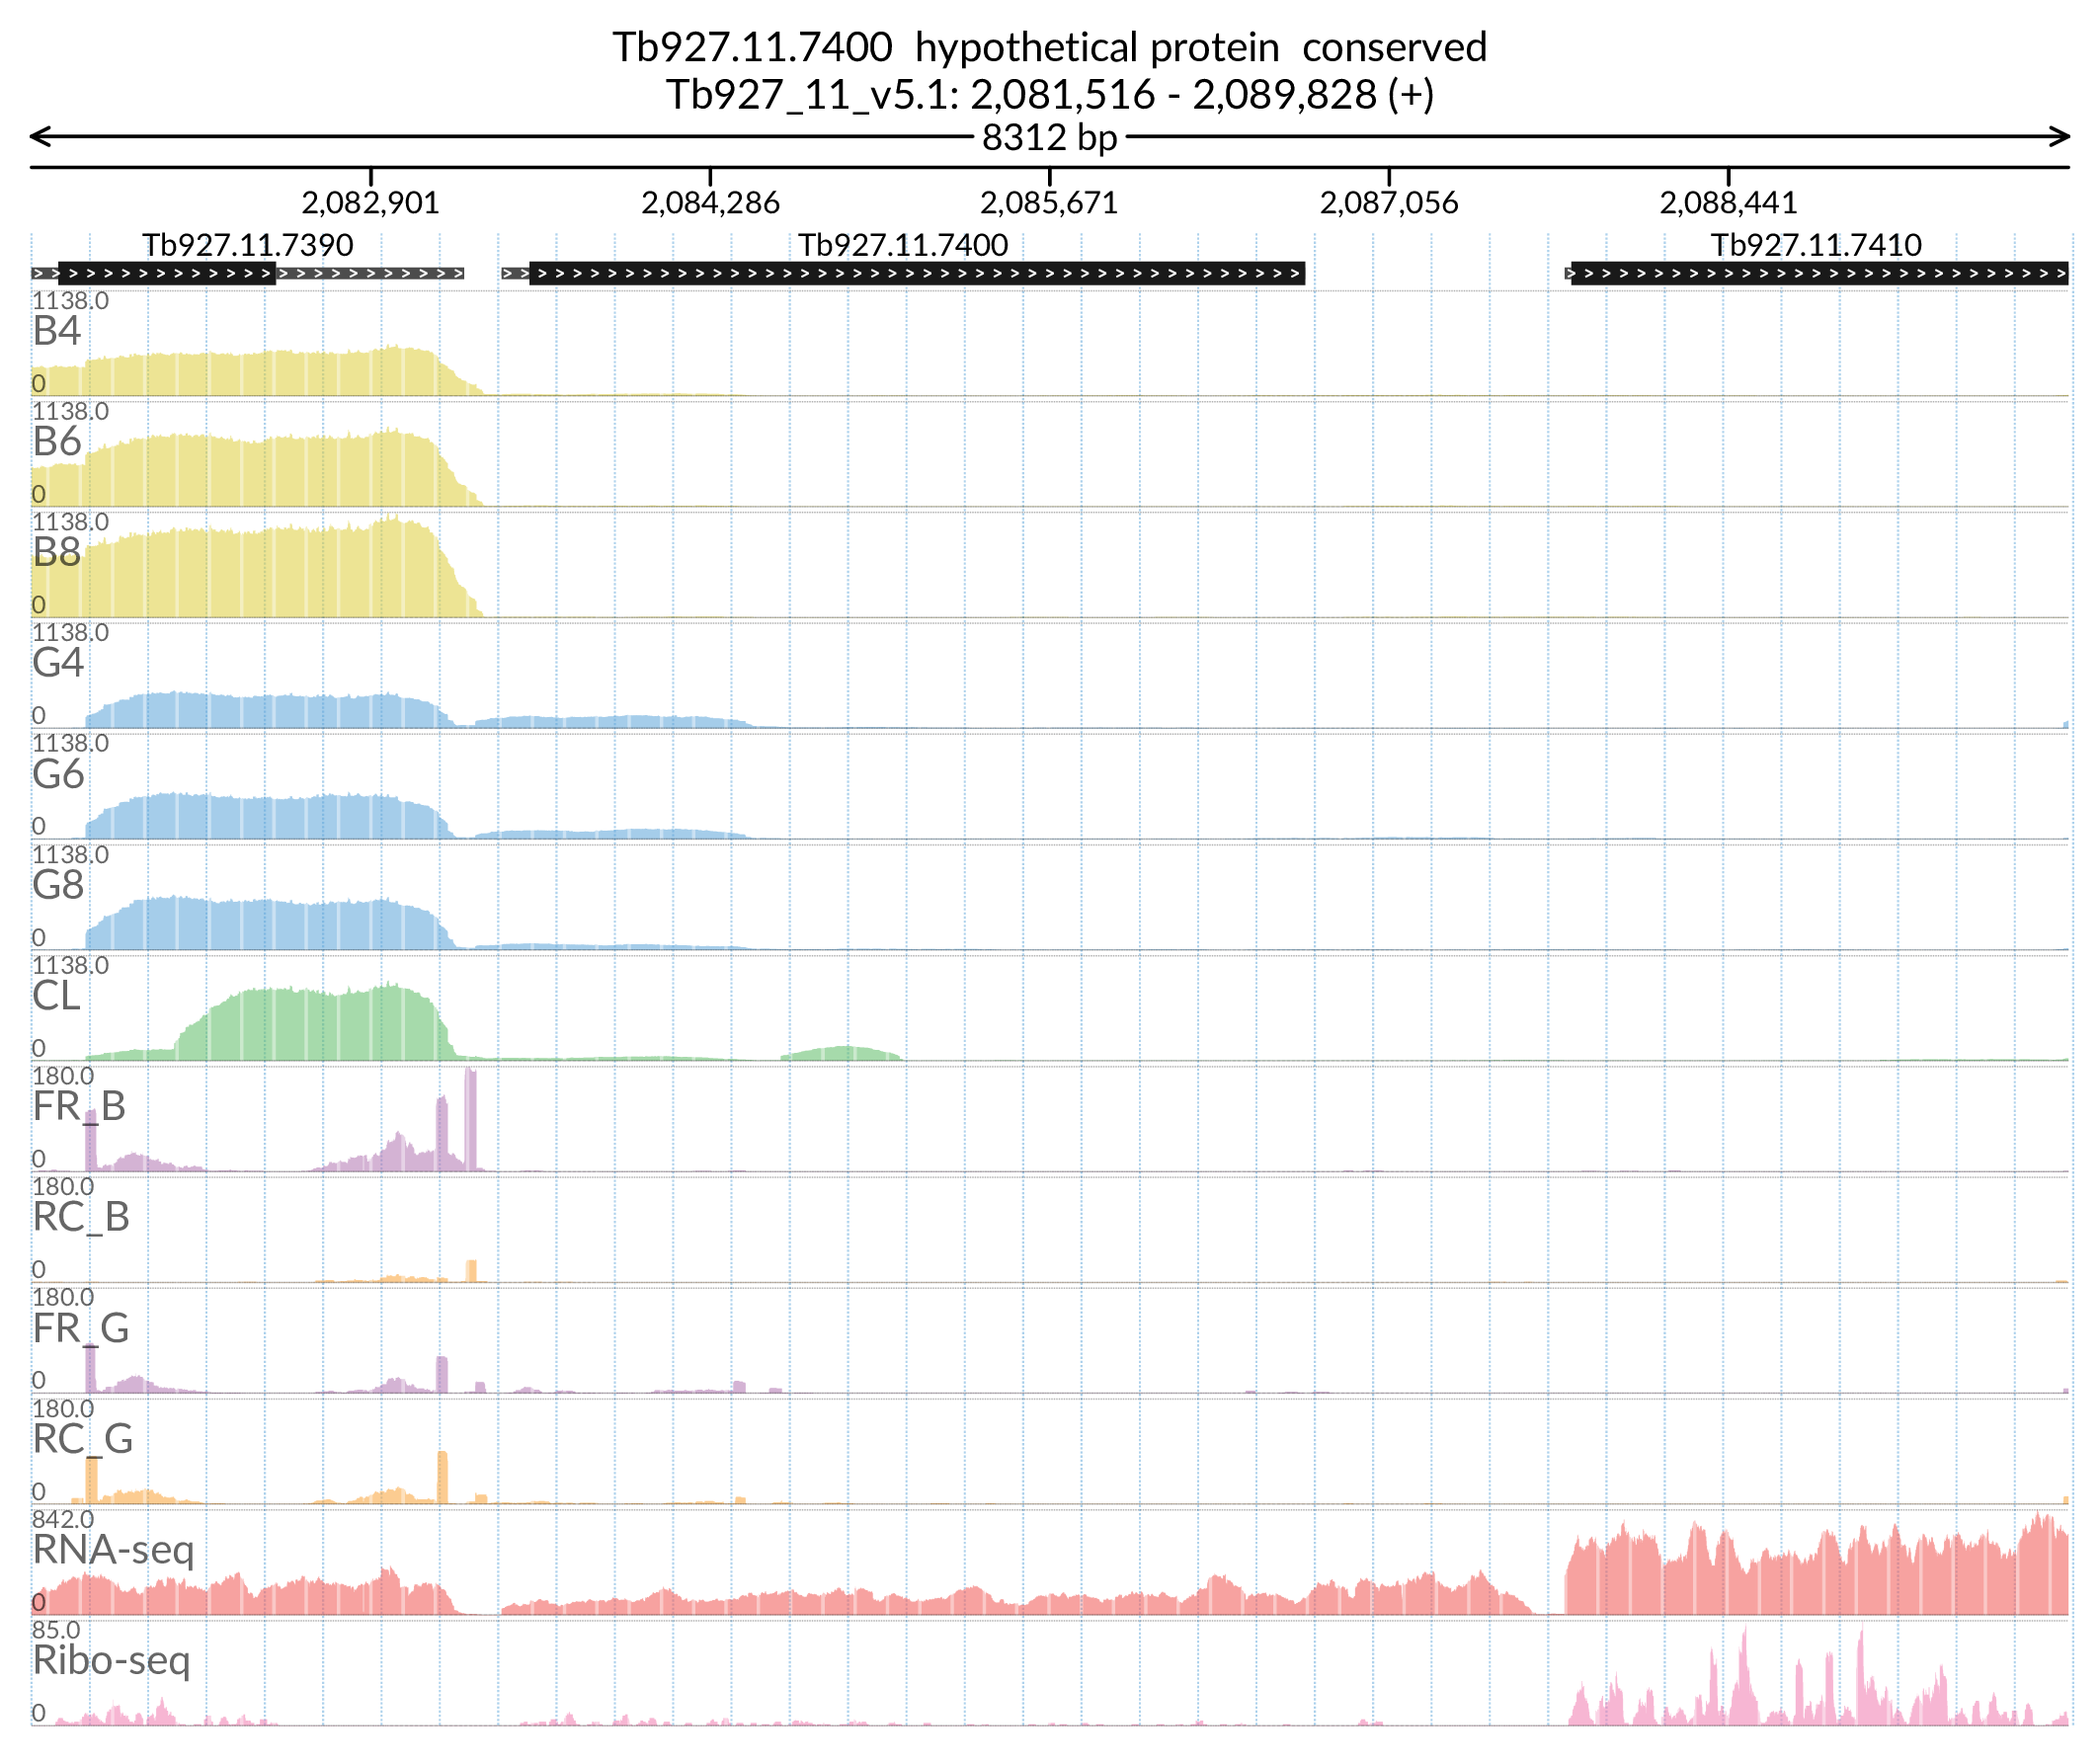 Tb927.11.7400 hypothetical protein conserved
Tb927_11_v5.1: 2,081,516 - 2,089,828 (+)
8312 bp
2,082,901 2,084,286 2,085,671 2,087,056 2,088,441
Tb927.11.7390 Tb927.11.7400 Tb927.11.7410
1138.0
B4
0
1138.0
B6
0
1138.0
B8
0
1138.0
G4
0
1138.0
G6
0
1138.0
G8
0
1138.0
CL
0
180.0
FR_B
0
180.0
RC_B
0
180.0
FR_G
0
180.0
RC_G
0
842.0
RNA-seq
0
85.0
Ribo-seq
0